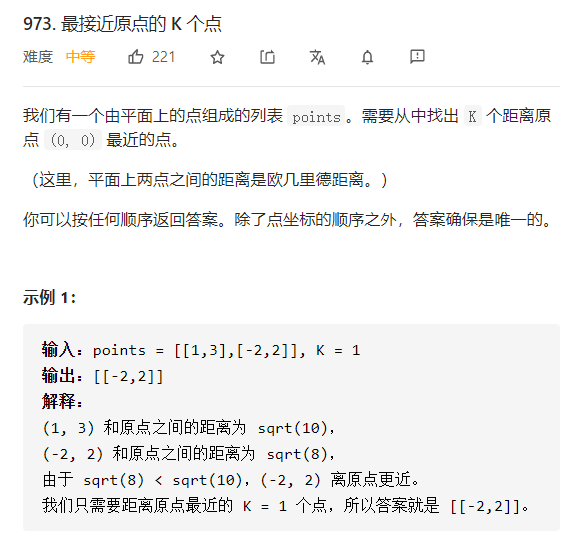 973. 最接近原点的 K 个点
难度 中等 221
我们有一个由平面上的点组成的列表 points。需要从中找出 K 个距离原
点 (0, 0) 最近的点。
（这里，平面上两点之间的距离是欧几里德距离。）
你可以按任何顺序返回答案。除了点坐标的顺序之外，答案确保是唯一的。
示例 1：
输入：points = [[1,3],[-2,2]], K = 1
输出：[[-2,2]]
解释：
(1, 3) 和原点之间的距离为 sqrt(10)，
(-2, 2) 和原点之间的距离为 sqrt(8)，
由于 sqrt(8) < sqrt(10)，(-2, 2) 离原点更近。
我们只需要距离原点最近的 K = 1 个点，所以答案就是 [[-2,2]]。